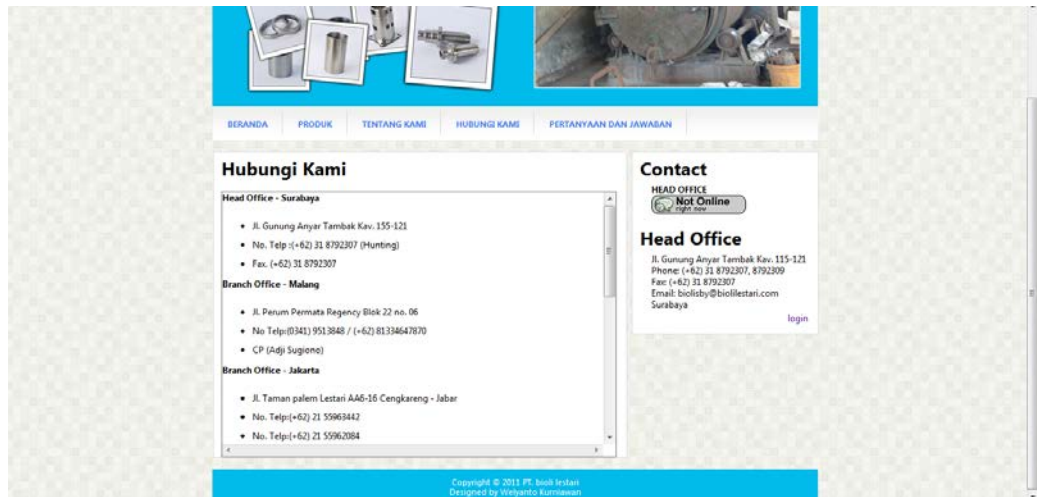 BERANDA PRODUK TENTANG KAMI HUBUNGI KAMI PERTANYAAN DAN JAWABAN
Hubungi Kami
Head Office - Surabaya
Jl. Gunung Anyar Tambak Kav. 155-121
No. Telp :(+62) 31 8792307 (Hunting)
Fax. (+62) 31 8792307
Branch Office - Malang
Jl. Perum Permata Regency Blok 22 no. 06
No Telp:(0341) 9513848 / (+62) 81334647870
CP (Adji Sugiono)
Branch Office - Jakarta
Jl. Taman palem Lestari AA6-16 Cengkareng - Jabar
No. Telp:(+62) 21 55963442
No. Telp:(+62) 21 55962084
Contact
HEAD OFFICE
Not Online
right now
Head Office
Jl. Gunung Anyar Tambak Kav. 115-121
Phone: (+62) 31 8792307, 8792309
Fax: (+62) 31 8792307
Email: biolisby@biolilestari.com
Surabaya
login
Copyright © 2011 PT. bioli lestari
Designed by Welyanto Kurniawan